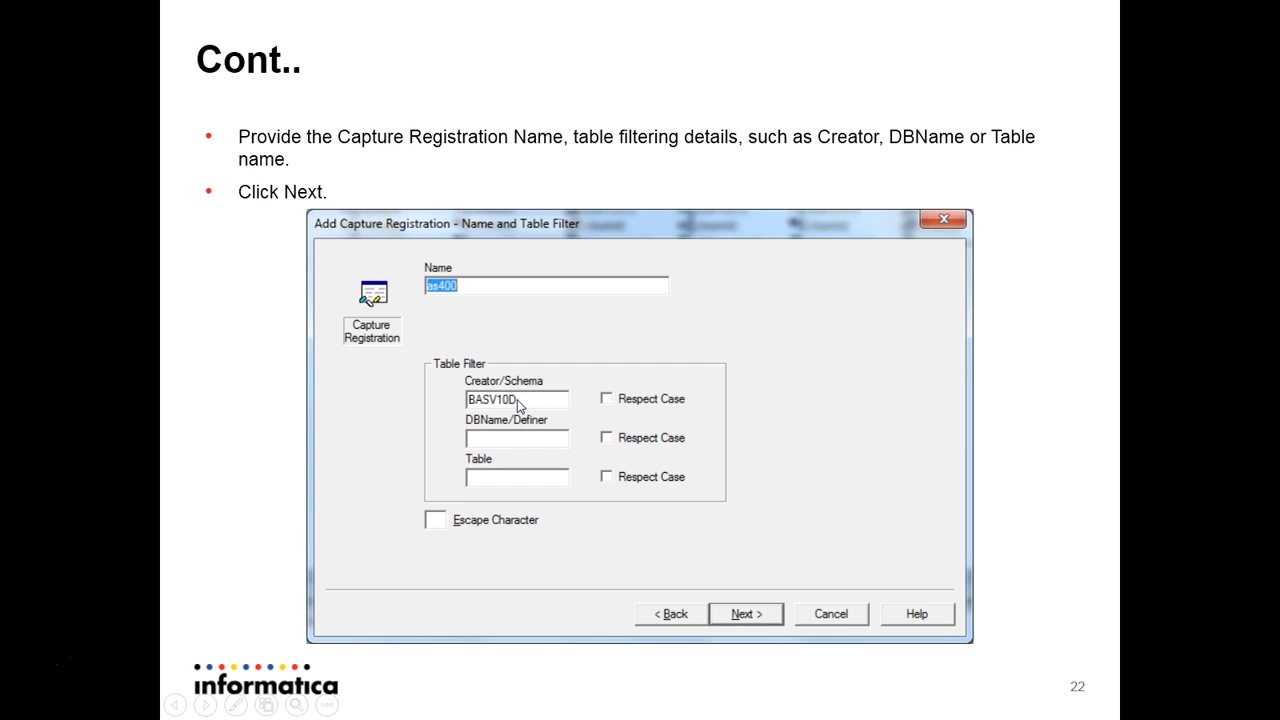 Cont..
• Provide the Capture Registration Name, table filtering details, such as Creator, DBName or Table
name.
• Click Next.
Add Capture Registration - Name and Table Filter
Name
as400
Capture
Registration
Table Filter
Creator/Schema
BASV10D
Respect Case
DBName/Definer
Respect Case
Table
Respect Case
Escape Character
< Back
Next >
Cancel
Help
informatica
22